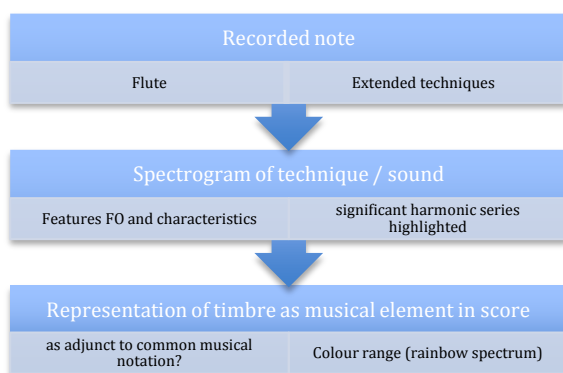 Recorded note
Flute
Extended techniques
Spectrogram of technique / sound
Features FO and characteristics
significant harmonic series
highlighted
Representation of timbre as musical element in score
as adjunct to common musical
notation?
Colour range (rainbow spectrum)